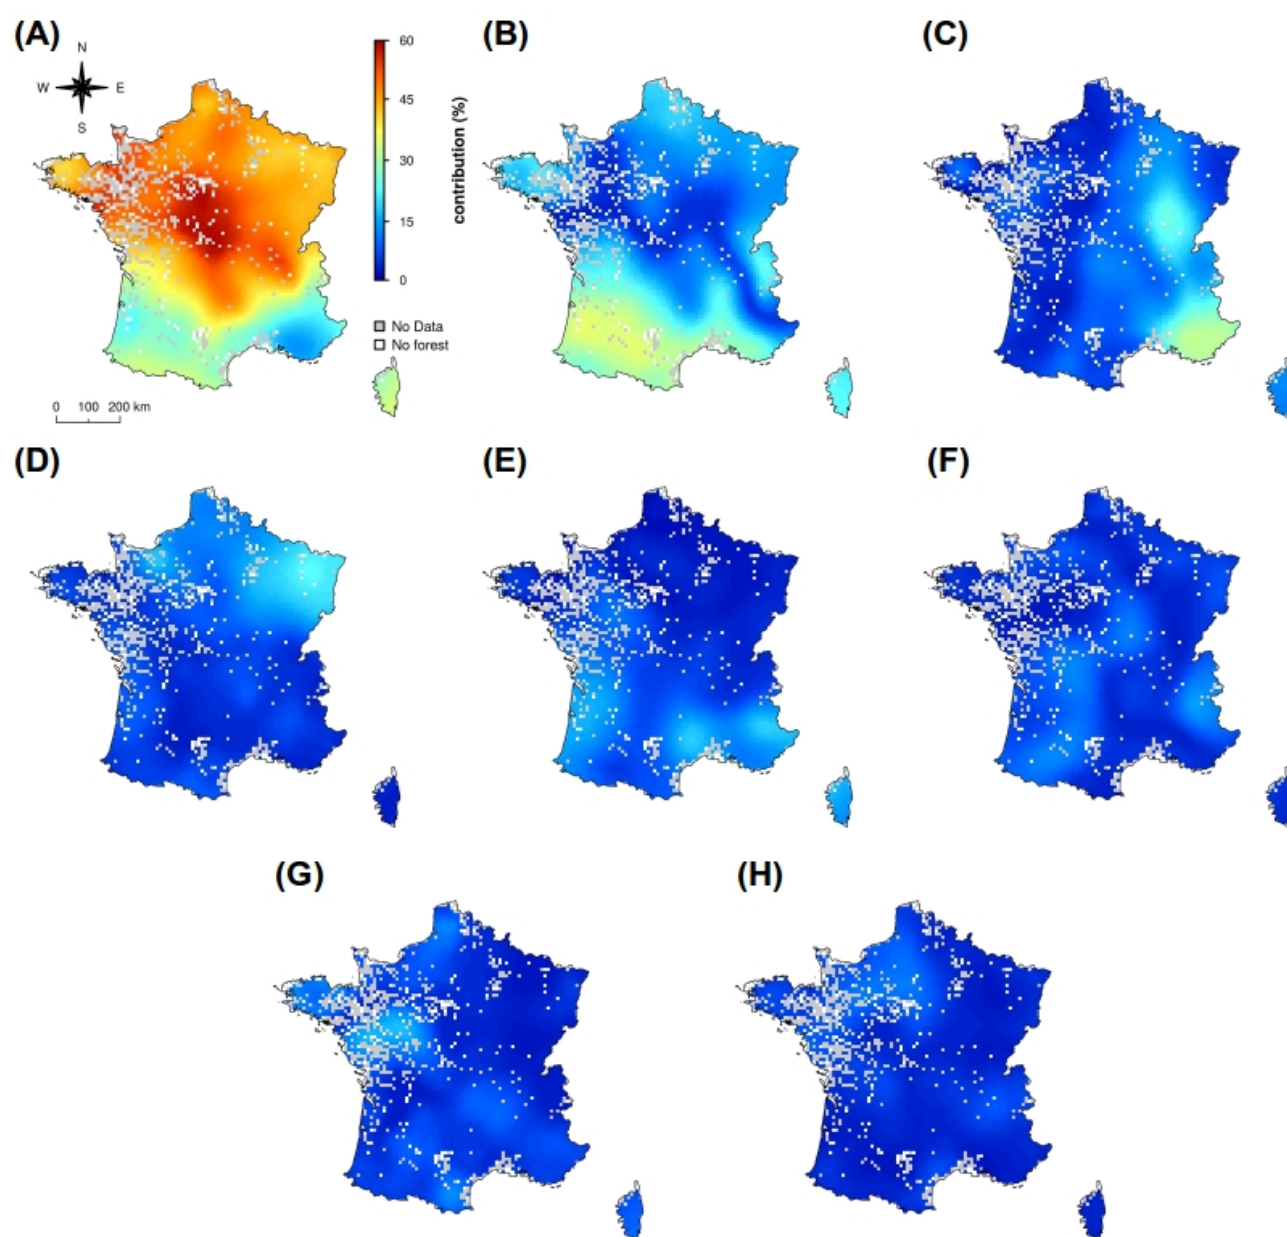 (A)
(B)
(C)
N
W E
S
60
45
30
15
0
contribution (%)
No Data
No forest
0 100 200 km
(D)
(E)
(F)
(G)
(H)